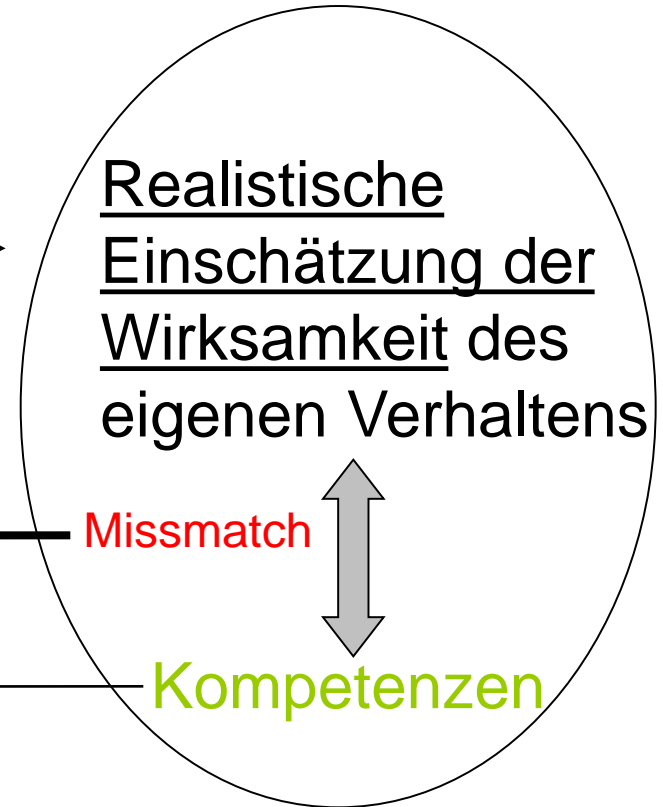 Realistische
Einschätzung der
Wirksamkeit des
eigenen Verhaltens
Missmatch
Kompetenzen